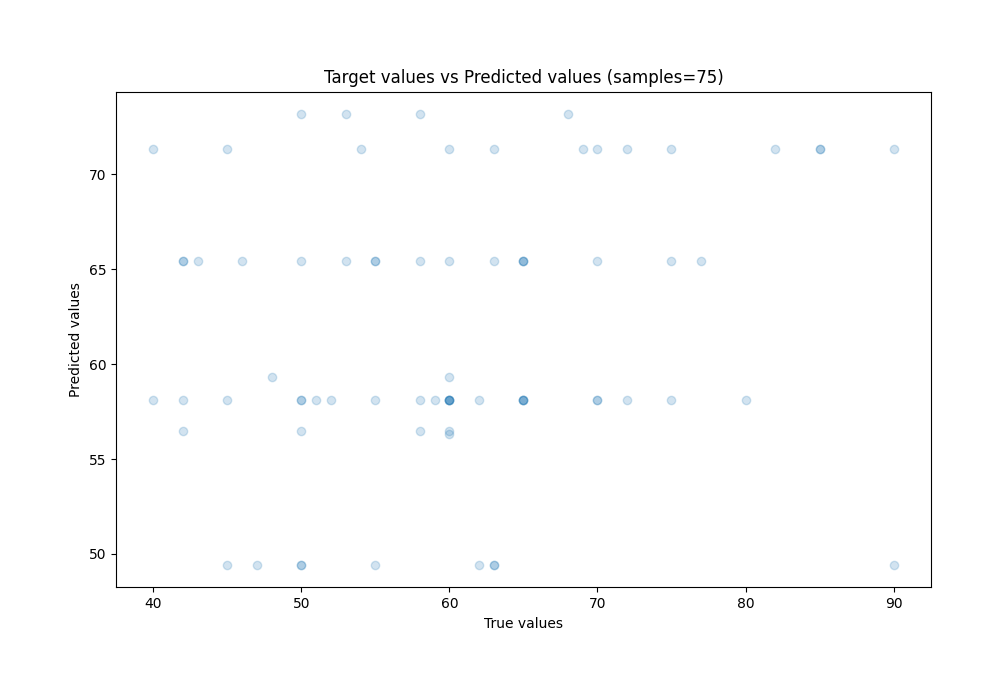 Target values vs Predicted values (samples=75)
Predicted values
70
65
60
55
50
40 50 60 70 80 90
True values